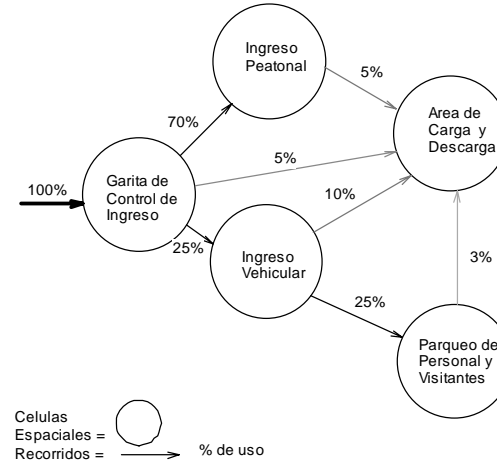 Ingreso
Peatonal
5%
Area de
Carga y
Descarga
70%
5%
100%
Garita de
Control de
Ingreso
10%
25%
Ingreso
Vehicular
3%
25%
Parqueo de
Personal y
Visitantes
Celulas
Espaciales =
Recorridos =
% de uso